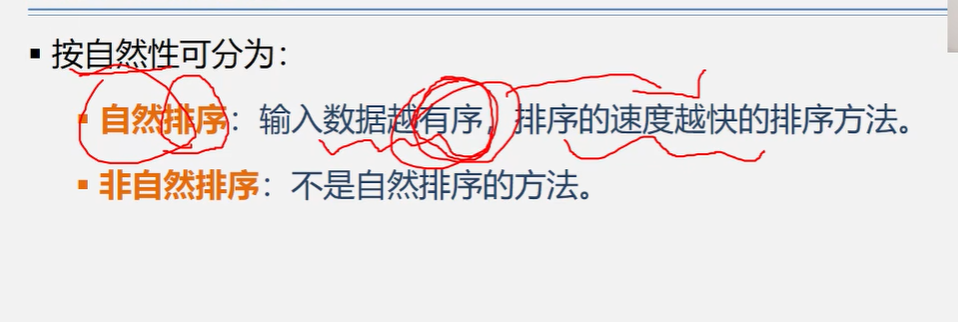 ▪ 按自然性可分为：
▪ 自然排序：输入数据越有序，排序的速度越快的排序方法。
▪ 非自然排序：不是自然排序的方法。